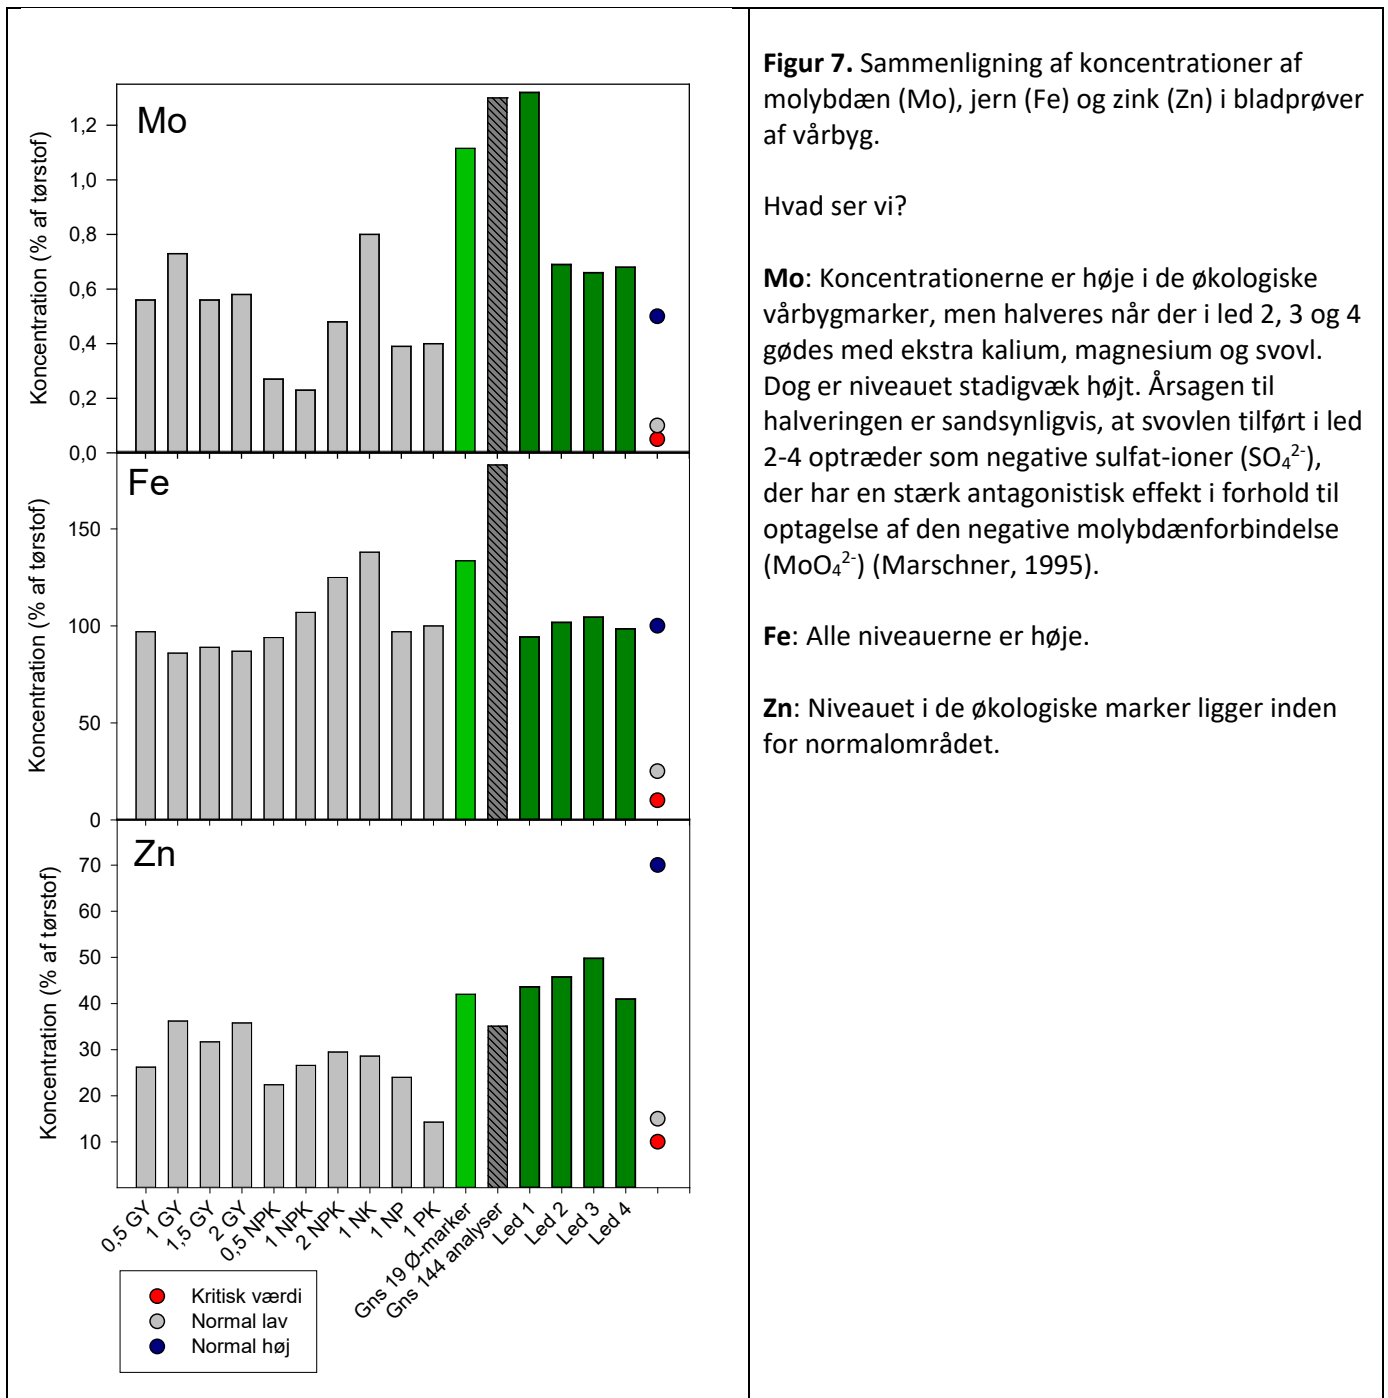 Mo
Koncentration (% af tørstof)
1,2
1,0
0,8
0,6
0,4
0,2
0,0
Fe
Koncentration (% af tørstof)
150
100
50
0
Zn
Koncentration (% af tørstof)
70
60
50
40
30
20
10
0,5 GY
1 GY
1,5 GY
2 GY
0,5 NPK
1 NPK
2 NPK
1 NK
1 NP
1 PK
Gns 19 Ø-marker
Gns 144 analyser
Led 1
Led 2
Led 3
Led 4
Kritisk værdi
Normal lav
Normal høj
Figur 7. Sammenligning af koncentrationer af
molybdæn (Mo), jern (Fe) og zink (Zn) i bladprøver
af vårbyg.
Hvad ser vi?
Mo: Koncentrationerne er høje i de økologiske
vårbygmarker, men halveres når der i led 2, 3 og 4
gødes med ekstra kalium, magnesium og svovl.
Dog er niveauet stadigvæk højt. Årsagen til
halveringen er sandsynligvis, at svovlen tilført i led
2-4 optræder som negative sulfat-ioner (SO₄²⁻),
der har en stærk antagonistisk effekt i forhold til
optagelse af den negative molybdænforbindelse
(MoO₄²⁻) (Marschner, 1995).
Fe: Alle niveauerne er høje.
Zn: Niveauet i de økologiske marker ligger inden
for normalområdet.